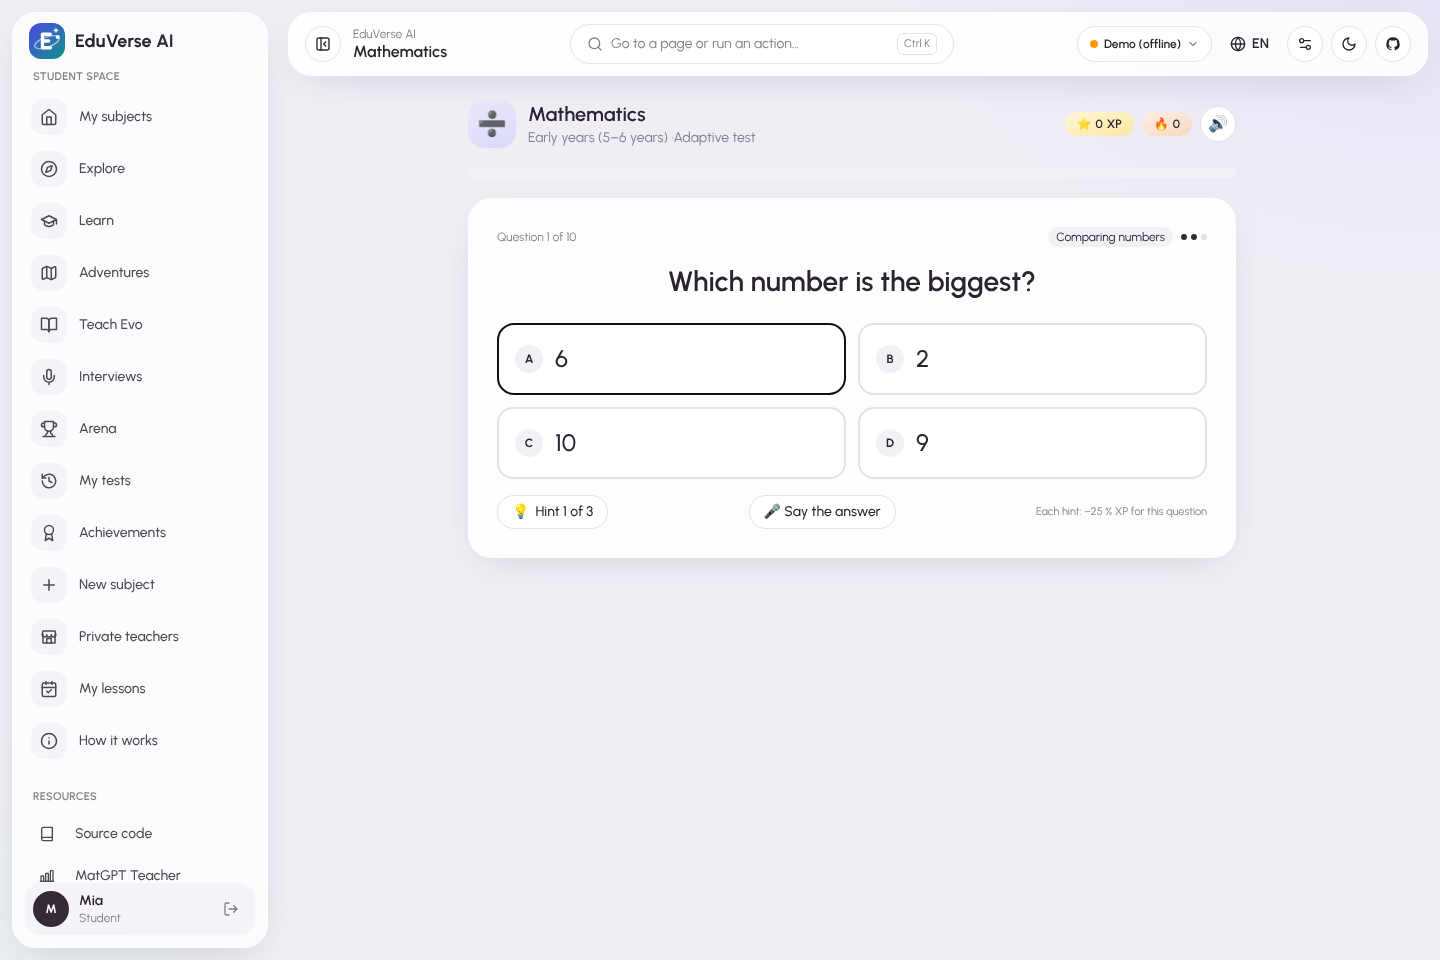 EduVerse AI
STUDENT SPACE
My subjects
Explore
Learn
Adventures
Teach Evo
Interviews
Arena
My tests
Achievements
New subject
Private teachers
My lessons
How it works
RESOURCES
Source code
MatGPT Teacher
M
Mia
Student
EduVerse AI
Mathematics
Go to a page or run an action...
Ctrl K
Demo (offline)
EN
Mathematics
Early years (5–6 years) ·Adaptive test
0 XP
0
Question 1 of 10
Comparing numbers
Which number is the biggest?
A 6
B 2
C 10
D 9
Hint 1 of 3
Say the answer
Each hint: −25 % XP for this question